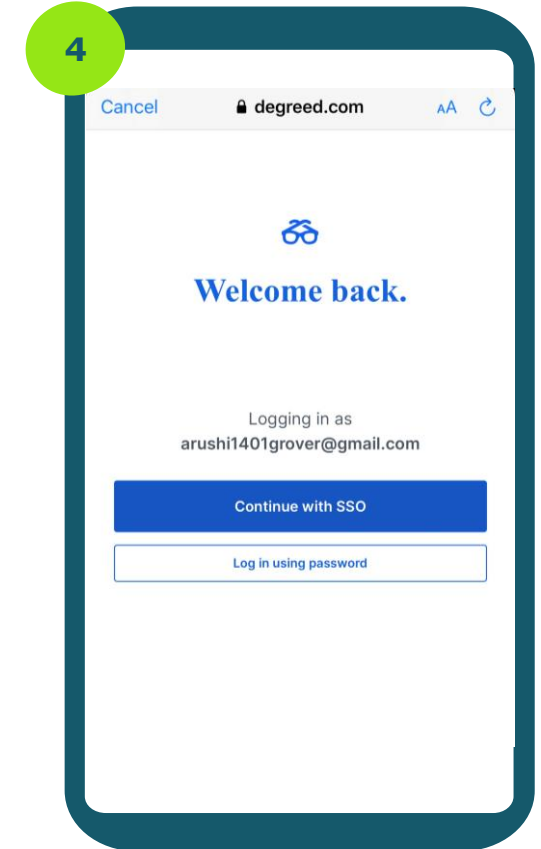 4
Cancel degreed.com AA
Welcome back.
Logging in as
arushi1401grover@gmail.com
Continue with SSO
Log in using password